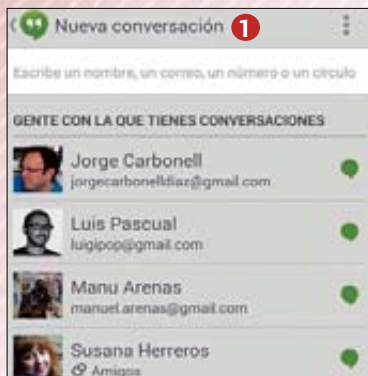 Nueva conversación 1
Escribe un nombre, un correo, un número o un círculo
GENTE CON LA QUE TIENES CONVERSACIONES
Jorge Carbonell
jorgecarbonelldiaz@gmail.com
Luis Pascual
luigipop@gmail.com
Manu Arenas
manuel.arenas@gmail.com
Susana Herreros
Amigos